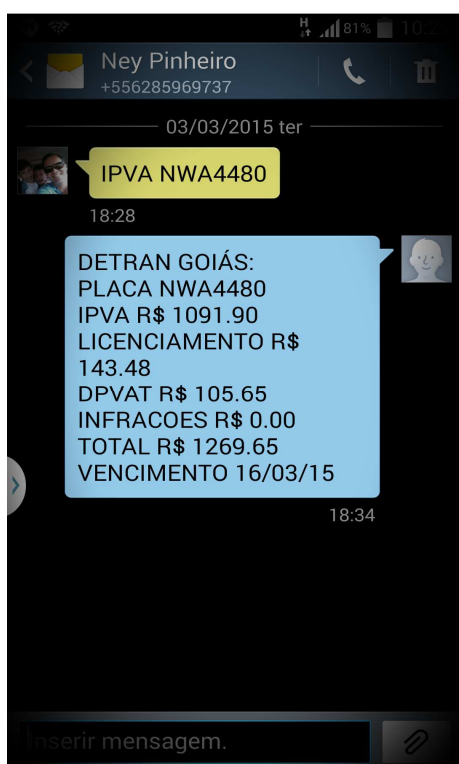 81% 10:2
Ney Pinheiro
+556285969737
03/03/2015 ter
IPVA NWA4480
18:28
DETRAN GOIÁS:
PLACA NWA4480
IPVA R$ 1091.90
LICENCIAMENTO R$
143.48
DPVAT R$ 105.65
INFRACOES R$ 0.00
TOTAL R$ 1269.65
VENCIMENTO 16/03/15
18:34
Inserir mensagem.